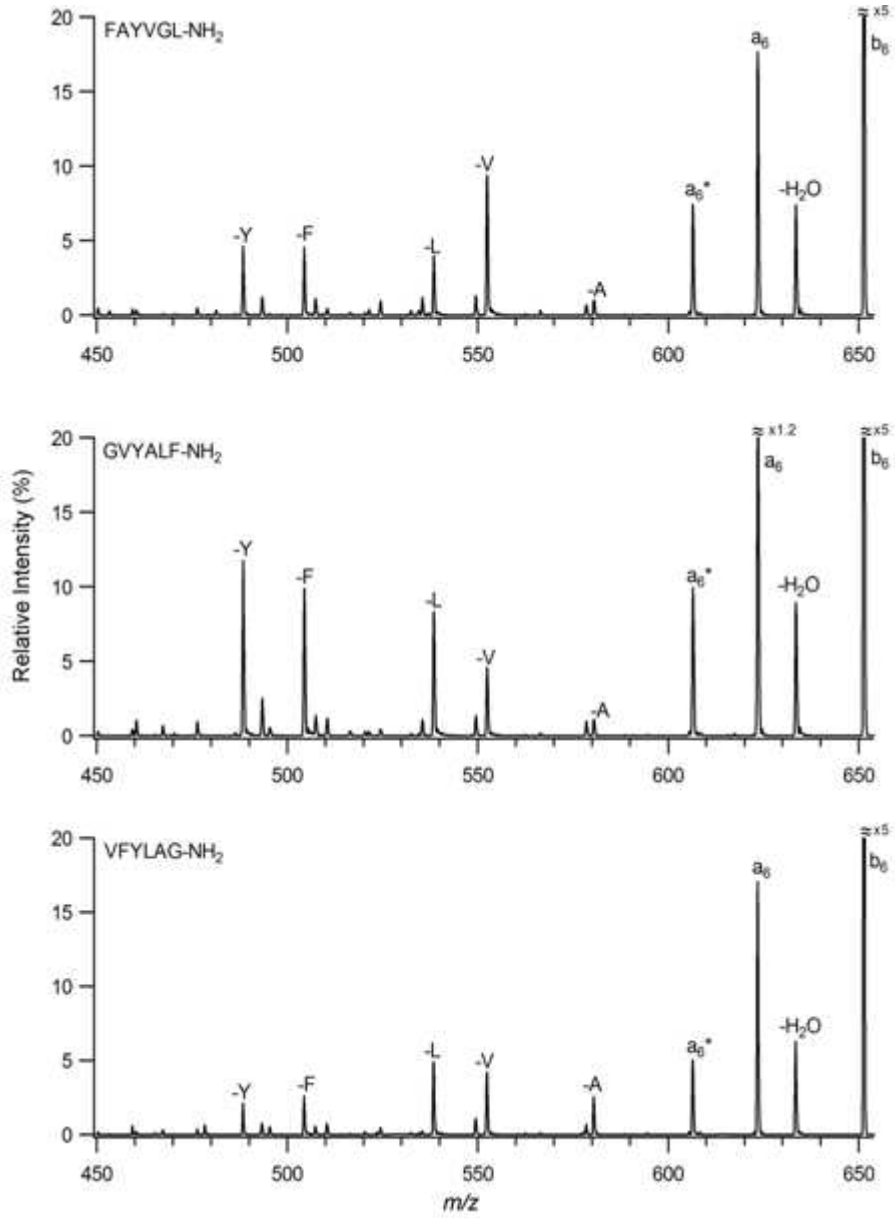 FAYVGL-NH₂
20
15
10
5
0
-Y
-F
-L
-V
-A
a₆*
a₆
-H₂O
≈ x5
b₆
450
500
550
600
650
GVYALF-NH₂
Relative Intensity (%)
20
15
10
5
0
-Y
-F
-L
-V
-A
a₆*
≈ x1.2
a₆
-H₂O
≈ x5
b₆
450
500
550
600
650
VFYLAG-NH₂
20
15
10
5
0
-Y
-F
-L
-V
-A
a₆*
a₆
-H₂O
≈ x5
b₆
450
500
550
600
650
m/z